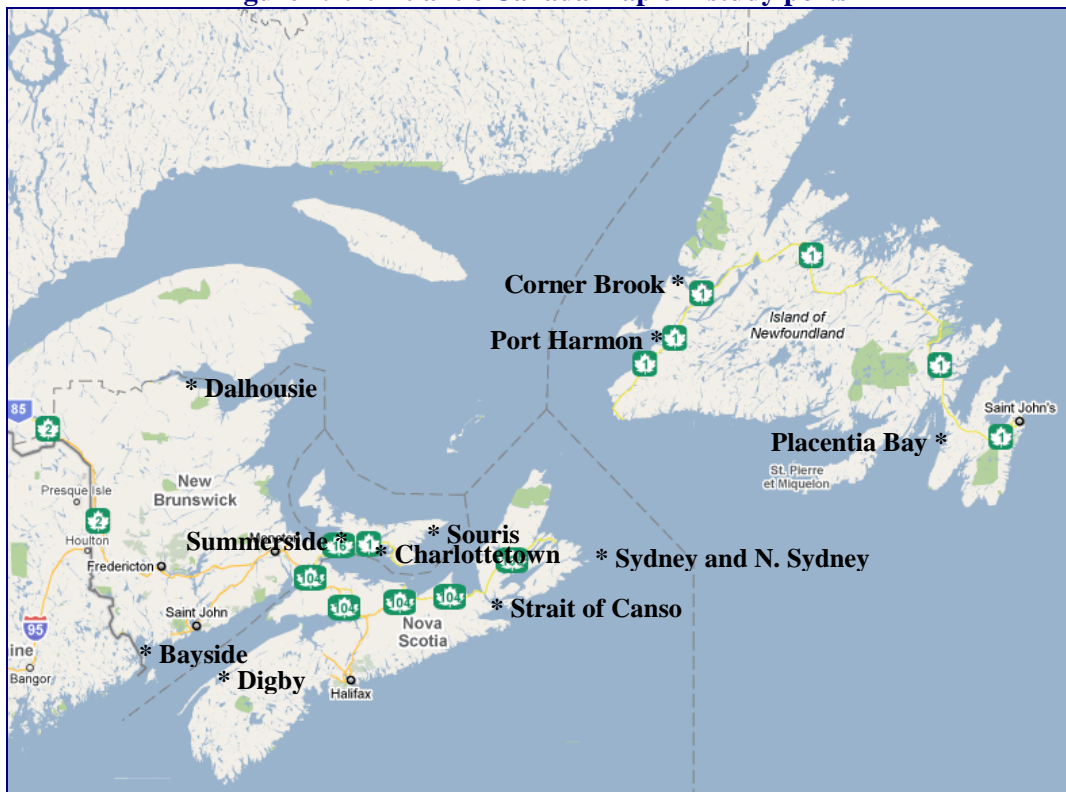 Corner Brook *
1
1
Island of
Newfoundland
Port Harmon *
1
1
1
* Dalhousie
85
2
Saint John's
1
Placentia Bay *
St. Pierre
et Miquelon
Presque Isle
New
Brunswick
2
Houlton
Summerside *
16
1
* Souris
* Charlottetown
Fredericton
104
* Sydney and N. Sydney
104
104
104
* Strait of Canso
Saint John
Nova
Scotia
95
ine
Bangor
* Bayside
* Digby
Halifax